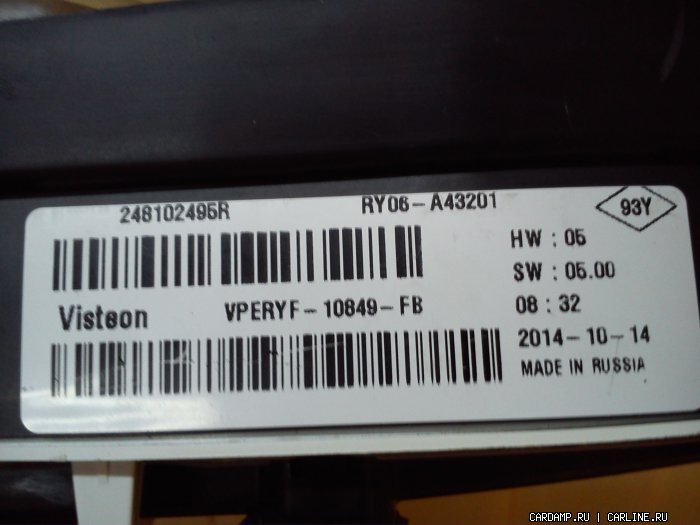 248102495R RY06-A43201 93Y
HW : 05
SW : 05.00
Visteon VPERYF-10849-FB 08 : 32
2014-10-14
MADE IN RUSSIA
CARDAMP.RU | CARLINE.RU